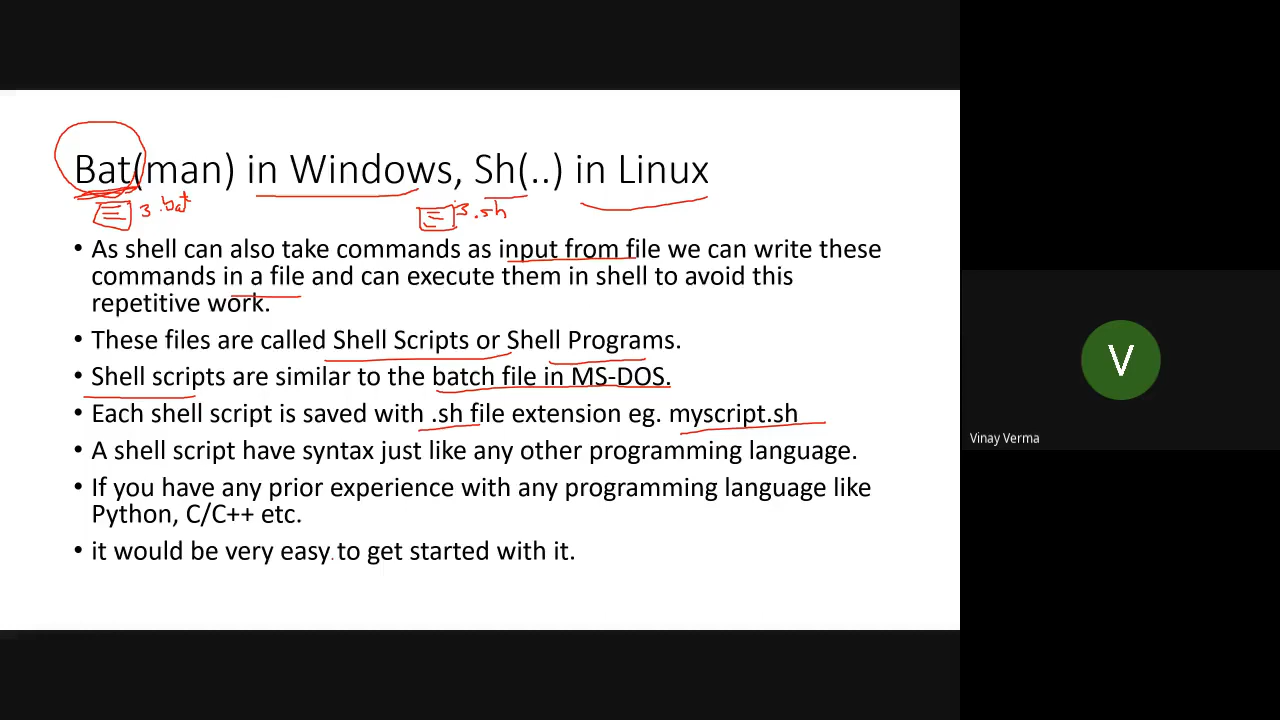 Bat(man) in Windows, Sh(..) in Linux
3 .bat
3 .sh
• As shell can also take commands as input from file we can write these
commands in a file and can execute them in shell to avoid this
repetitive work.
• These files are called Shell Scripts or Shell Programs.
• Shell scripts are similar to the batch file in MS-DOS.
• Each shell script is saved with .sh file extension eg. myscript.sh
• A shell script have syntax just like any other programming language.
• If you have any prior experience with any programming language like
Python, C/C++ etc.
• it would be very easy to get started with it.
V
Vinay Verma